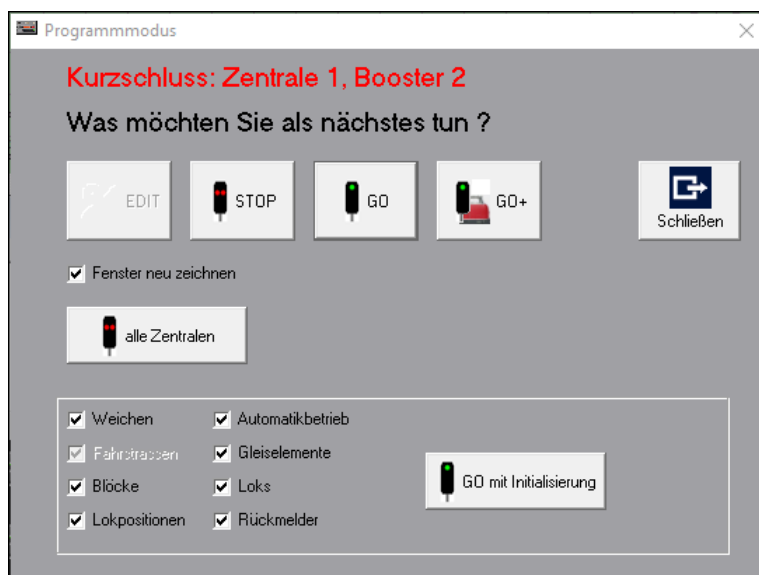 Programmmodus
Kurzschluss: Zentrale 1, Booster 2
Was möchten Sie als nächstes tun ?
EDIT STOP GO GO+ Schließen
Fenster neu zeichnen
alle Zentralen
Weichen Automatikbetrieb
Fahrstrassen Gleiselemente
Blöcke Loks
GO mit Initialisierung
Lokpositionen Rückmelder